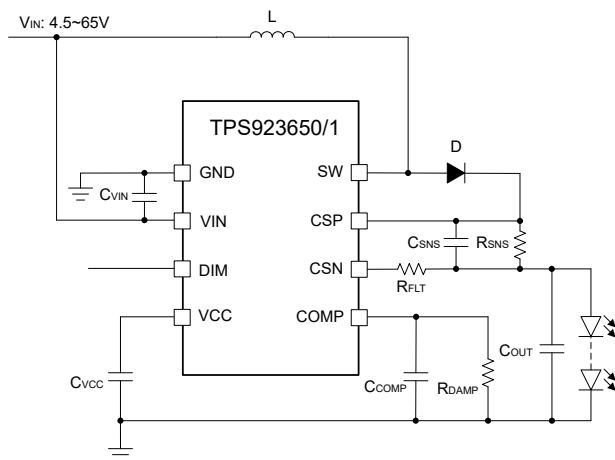 VIN: 4.5~65V
L
TPS923650/1
D
GND
SW
CVIN
VIN
CSP
CSNS
RSNS
DIM
CSN
RFLT
VCC
COMP
COUT
CVCC
CCOMP
RDAMP